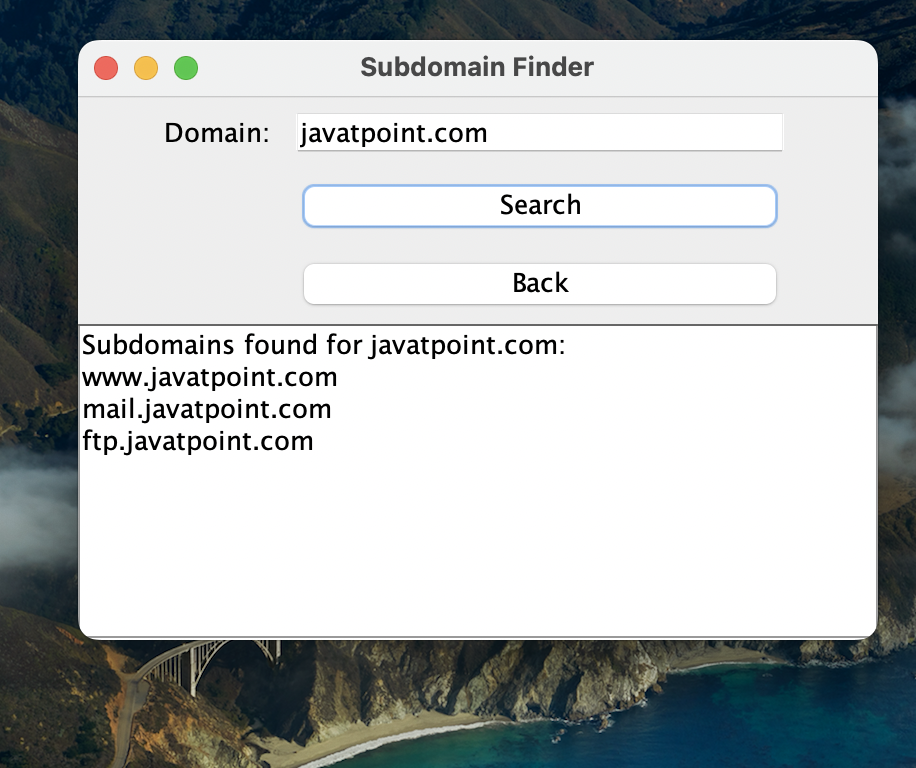 Subdomain Finder
Domain: javatpoint.com
Search
Back
Subdomains found for javatpoint.com:
www.javatpoint.com
mail.javatpoint.com
ftp.javatpoint.com